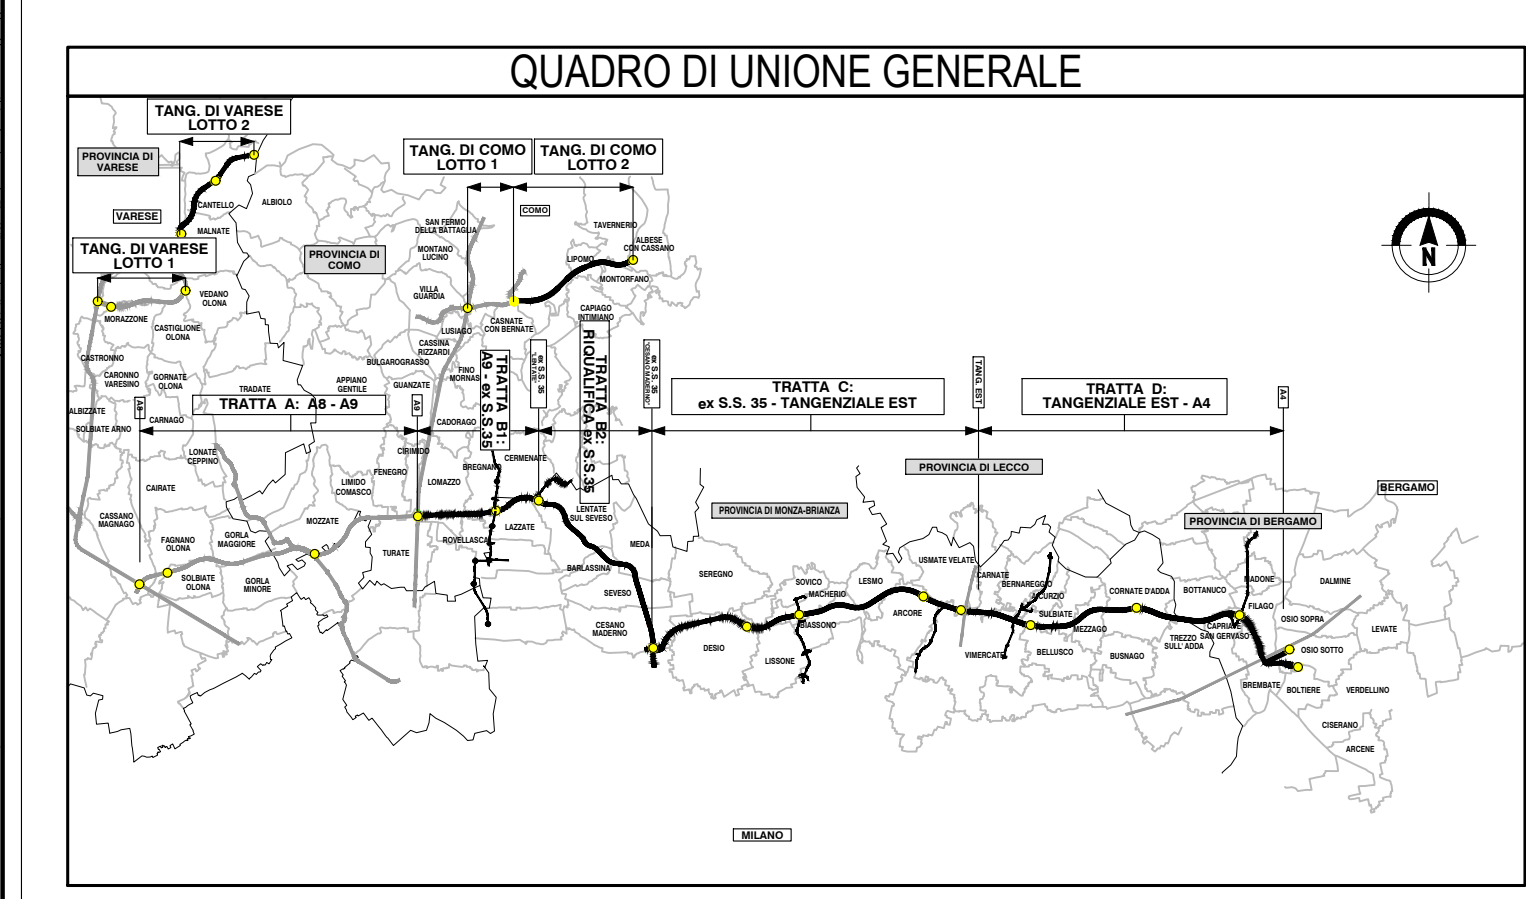 QUADRO DI UNIONE GENERALE
TANG. DI VARESE
LOTTO 2
PROVINCIA DI
VARESE
VARESE
CANTELLO
ALBIOLO
MALNATE
TANG. DI VARESE
LOTTO 1
PROVINCIA DI
COMO
VEDANO
OLONA
MORAZZONE
CASTIGLIONE
OLONA
CASTRONNO
CARONNO
VARESINO
GORNATE
OLONA
ALBIZZATE
SOLBIATE ARNO
CARNAGO
TRADATE
APPIANO
GENTILE
TANG. DI COMO
LOTTO 1
TANG. DI COMO
LOTTO 2
COMO
SAN FERMO
DELLA BATTAGLIA
MONTANO
LUCINO
VILLA
GUARDIA
TAVERNERIO
ALBESE
CON CASSANO
LIPOMO
MONTORFANO
LUSIAGO
CASNATE
CON BERNATE
CAPIAGO
INTIMIANO
CASSINA
RIZZARDI
BULGAROGRASSO
GUANZATE
FINO
MORNAS
CADORAGO
CIRIMIDO
TRATTA A: A8 - A9
A8
A9
TRATTA B1:
A9 - ex S.S.35
ex S.S. 35
"LENTATE"
TRATTA B2:
RIQUALIFICA ex S.S.35
ex S.S. 35
"CESANO MADERNO"
TRATTA C:
ex S.S. 35 - TANGENZIALE EST
TANG. EST
TRATTA D:
TANGENZIALE EST - A4
A4
N
LONATE
CEPPINO
CAIRATE
CASSANO
MAGNAGO
FAGNANO
OLONA
GORLA
MAGGIORE
SOLBIATE
OLONA
GORLA
MINORE
MOZZATE
LIMIDO
COMASCO
FENEGRO
LOMAZZO
BREGNANO
CERMENATE
TURATE
ROVELLASCA
LAZZATE
LENTATE
SUL SEVESO
MEDA
BARLASSINA
SEVESO
CESANO
MADERNO
PROVINCIA DI MONZA-BRIANZA
PROVINCIA DI LECCO
PROVINCIA DI BERGAMO
BERGAMO
SEREGNO
DESIO
LISSONE
SOVICO
MACHERIO
BIASSONO
LESMO
ARCORE
USMATE VELATE
CARNATE
BERNAREGGIO
AICURZIO
SULBIATE
MEZZAGO
VIMERCATE
BELLUSCO
BUSNAGO
CORNATE D'ADDA
BOTTANUCO
TREZZO
SULL' ADDA
CAPRIATE
SAN GERVASO
MADONE
FILAGO
DALMINE
OSIO SOPRA
LEVATE
OSIO SOTTO
BREMBATE
BOLTIERE
VERDELLINO
CISERANO
ARCENE
MILANO